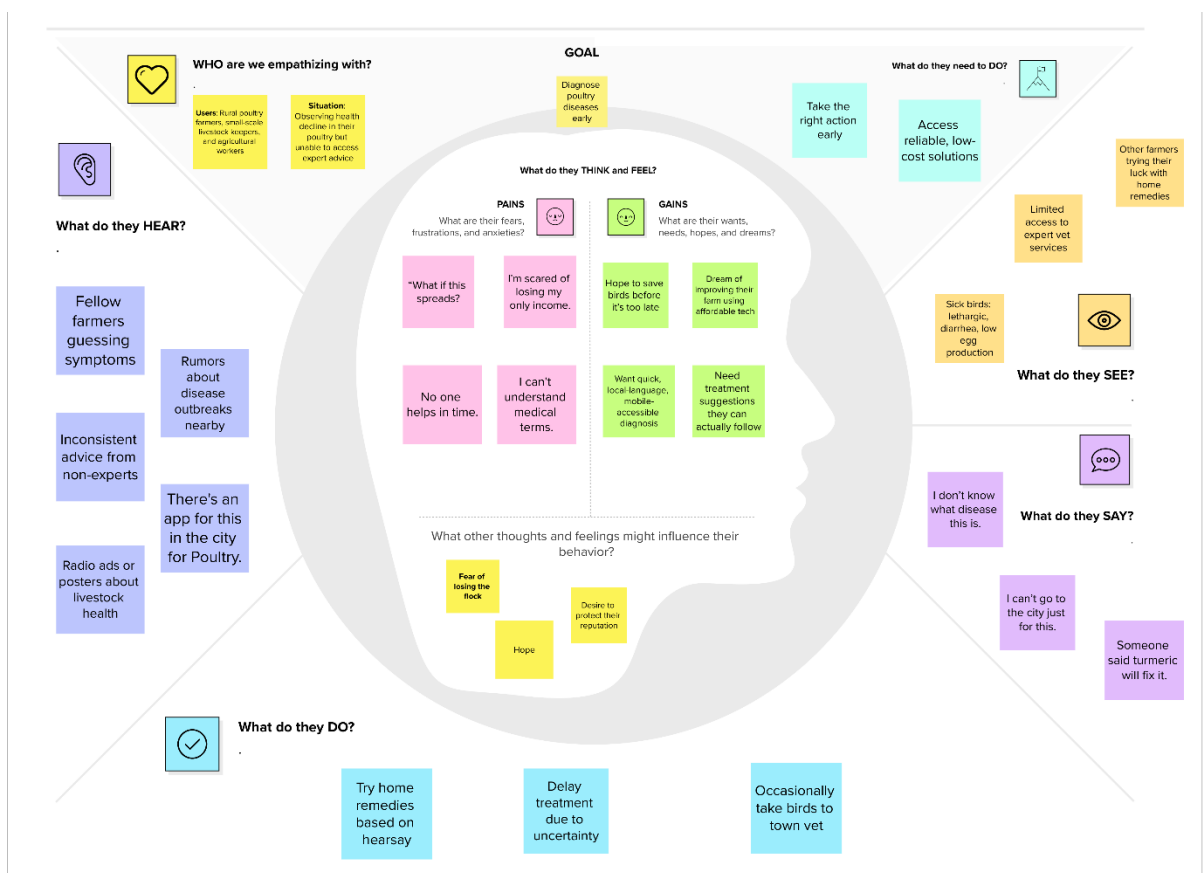 GOAL
WHO are we empathizing with?
.
Users: Rural poultry
farmers, small-scale
livestock keepers,
and agricultural
workers
Situation:
Observing health
decline in their
poultry but
unable to access
expert advice
Diagnose
poultry
diseases
early
What do they need to DO?
.
Take the
right action
early
Access
reliable, low-
cost solutions
What do they HEAR?
.
Fellow
farmers
guessing
symptoms
Rumors
about
disease
outbreaks
nearby
Inconsistent
advice from
non-experts
There's an
app for this
in the city
for Poultry.
Radio ads or
posters about
livestock
health
What do they THINK and FEEL?
PAINS
What are their fears,
frustrations, and anxieties?
"What if this
spreads?
I'm scared of
losing my
only income.
No one
helps in time.
I can't
understand
medical
terms.
GAINS
What are their wants,
needs, hopes, and dreams?
Hope to save
birds before
it's too late
Dream of
improving their
farm using
affordable tech
Want quick,
local-language,
mobile-
accessible
diagnosis
Need
treatment
suggestions
they can
actually follow
What other thoughts and feelings might influence their
behavior?
Fear of
losing the
flock
Hope
Desire to
protect their
reputation
Other farmers
trying their
luck with
home
remedies
Limited
access to
expert vet
services
Sick birds:
lethargic,
diarrhea, low
egg
production
What do they SEE?
.
What do they SAY?
.
I don't know
what disease
this is.
I can't go to
the city just
for this.
Someone
said turmeric
will fix it.
What do they DO?
.
Try home
remedies
based on
hearsay
Delay
treatment
due to
uncertainty
Occasionally
take birds to
town vet